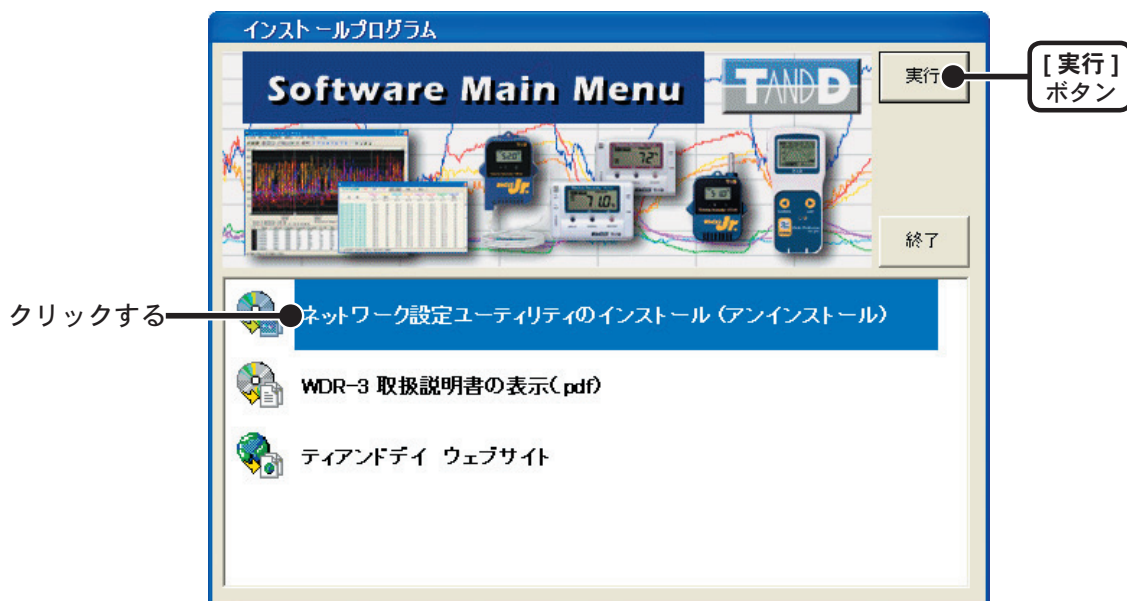 インストールプログラム
Software Main Menu
TAND D
実行
[ 実行 ]
ボタン
終了
クリックする
ネットワーク設定ユーティリティのインストール (アンインストール)
WDR-3 取扱説明書の表示(.pdf)
ティアンドデイ ウェブサイト